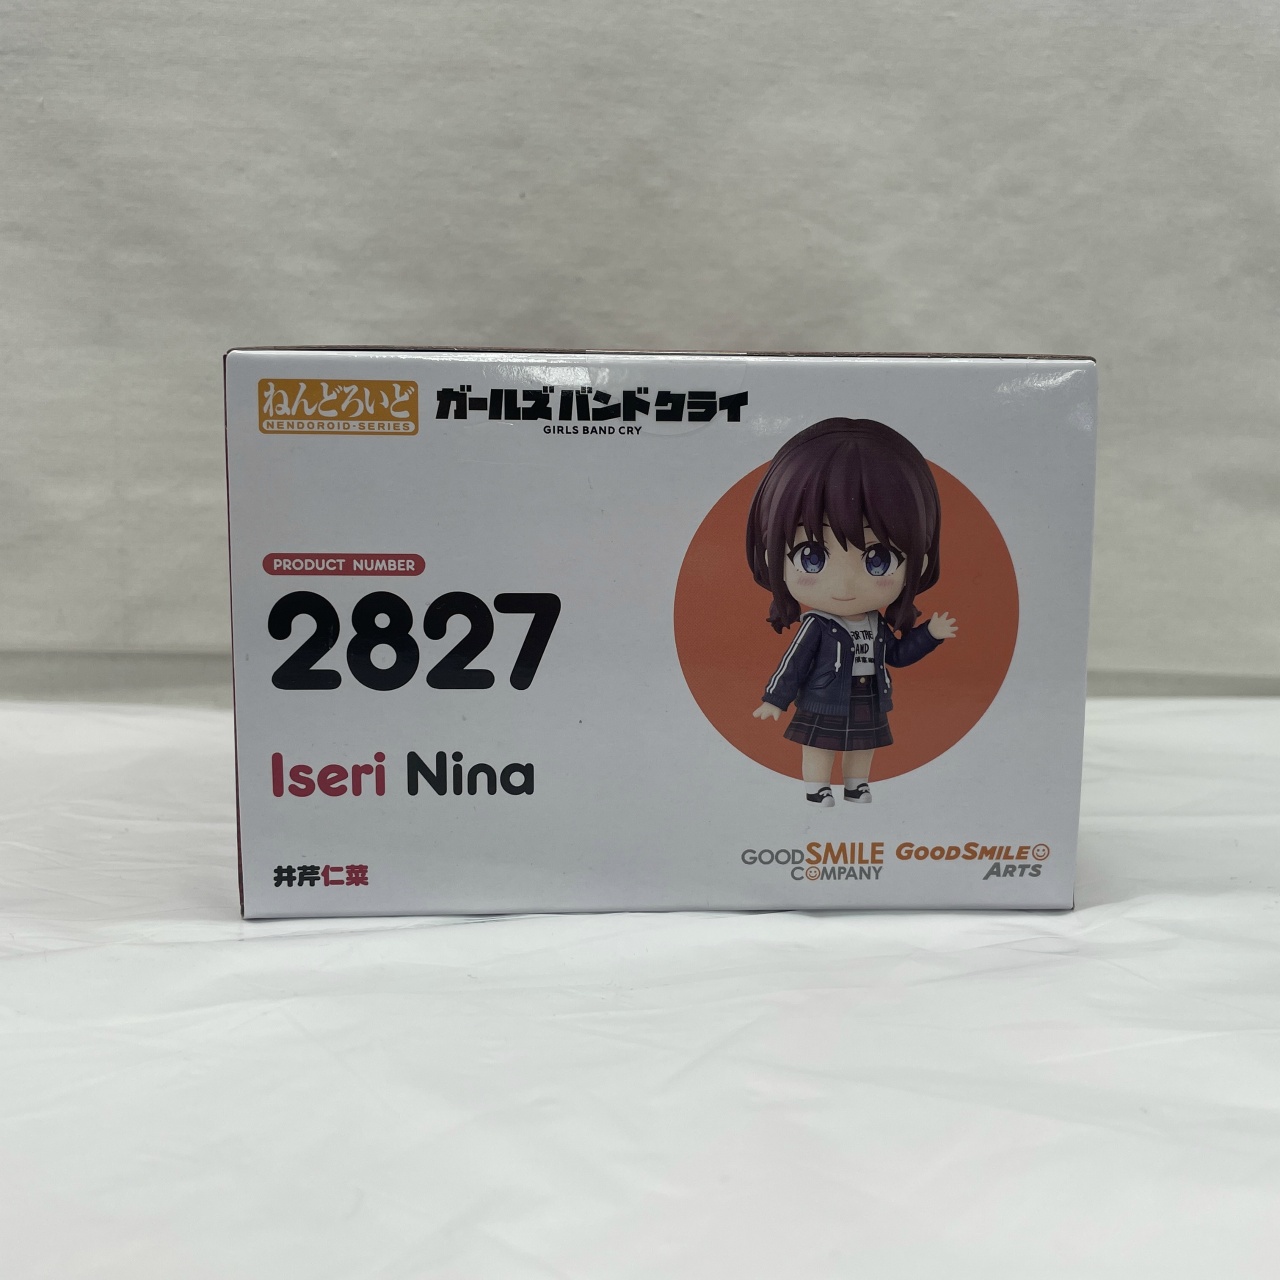 ねんどろいど
NENDOROID-SERIES
ガールズバンドクライ
GIRLS BAND CRY
PRODUCT NUMBER
2827
Iseri Nina
井芹仁菜
GOODSMILE
COMPANY
GOODSMILE
ARTS